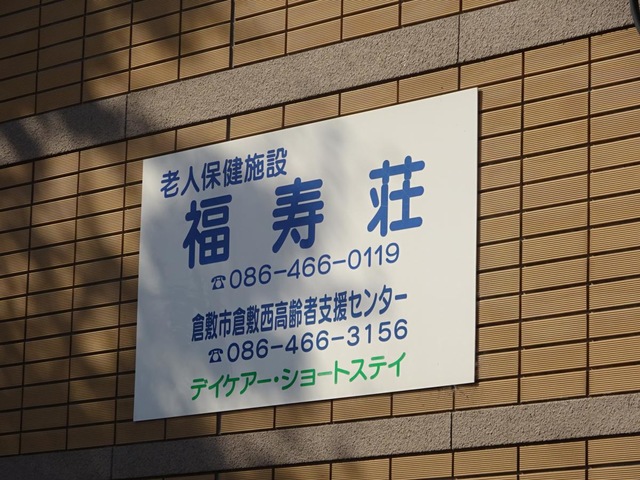 老人保健施設
福寿荘
☎086-466-0119
倉敷市倉敷西高齢者支援センター
☎086-466-3156
デイケアー・ショートステイ